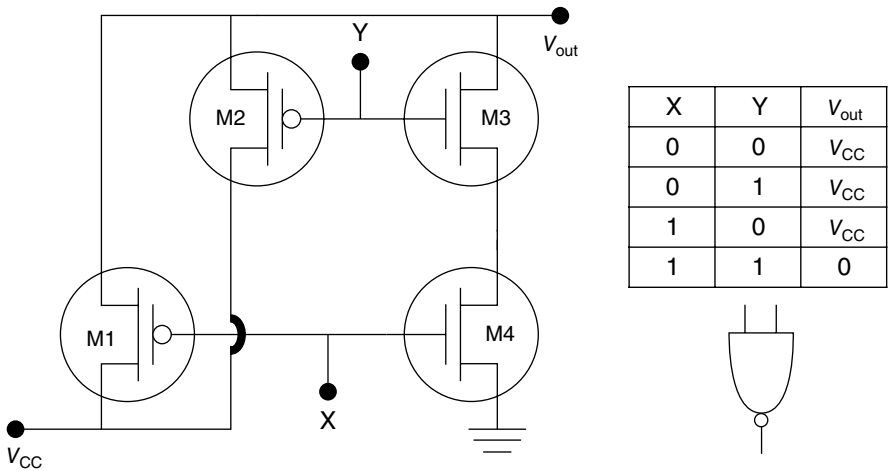 Y
V_out
M2
M3
M1
M4
X
V_CC
X Y V_out
0 0 V_CC
0 1 V_CC
1 0 V_CC
1 1 0